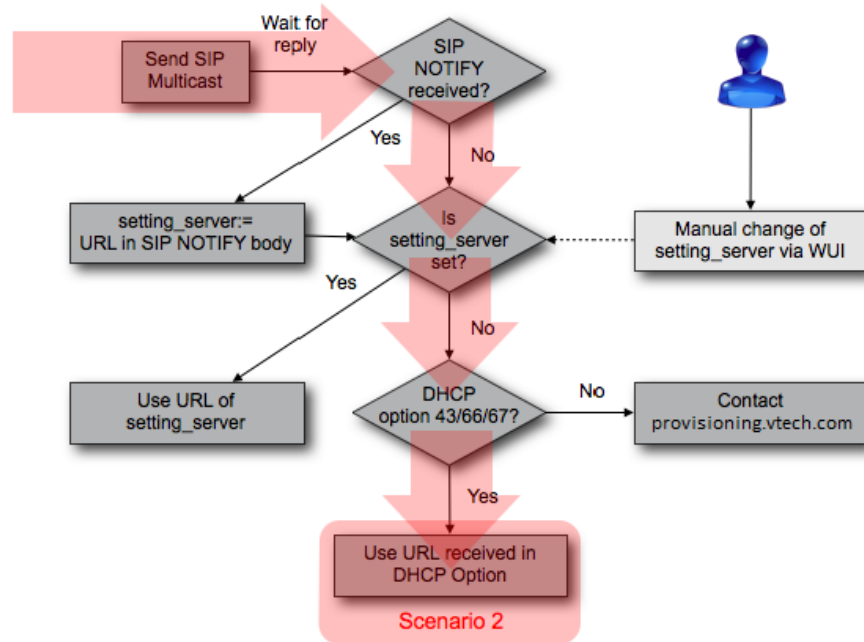 Wait for
reply
Send SIP
Multicast
SIP
NOTIFY
received?
Yes
No
setting_server:=
URL in SIP NOTIFY body
Is
setting_server
set?
Manual change of
setting_server via WUI
Yes
No
Use URL of
setting_server
DHCP
option 43/66/67?
No
Contact
provisioning.vtech.com
Yes
Use URL received in
DHCP Option
Scenario 2